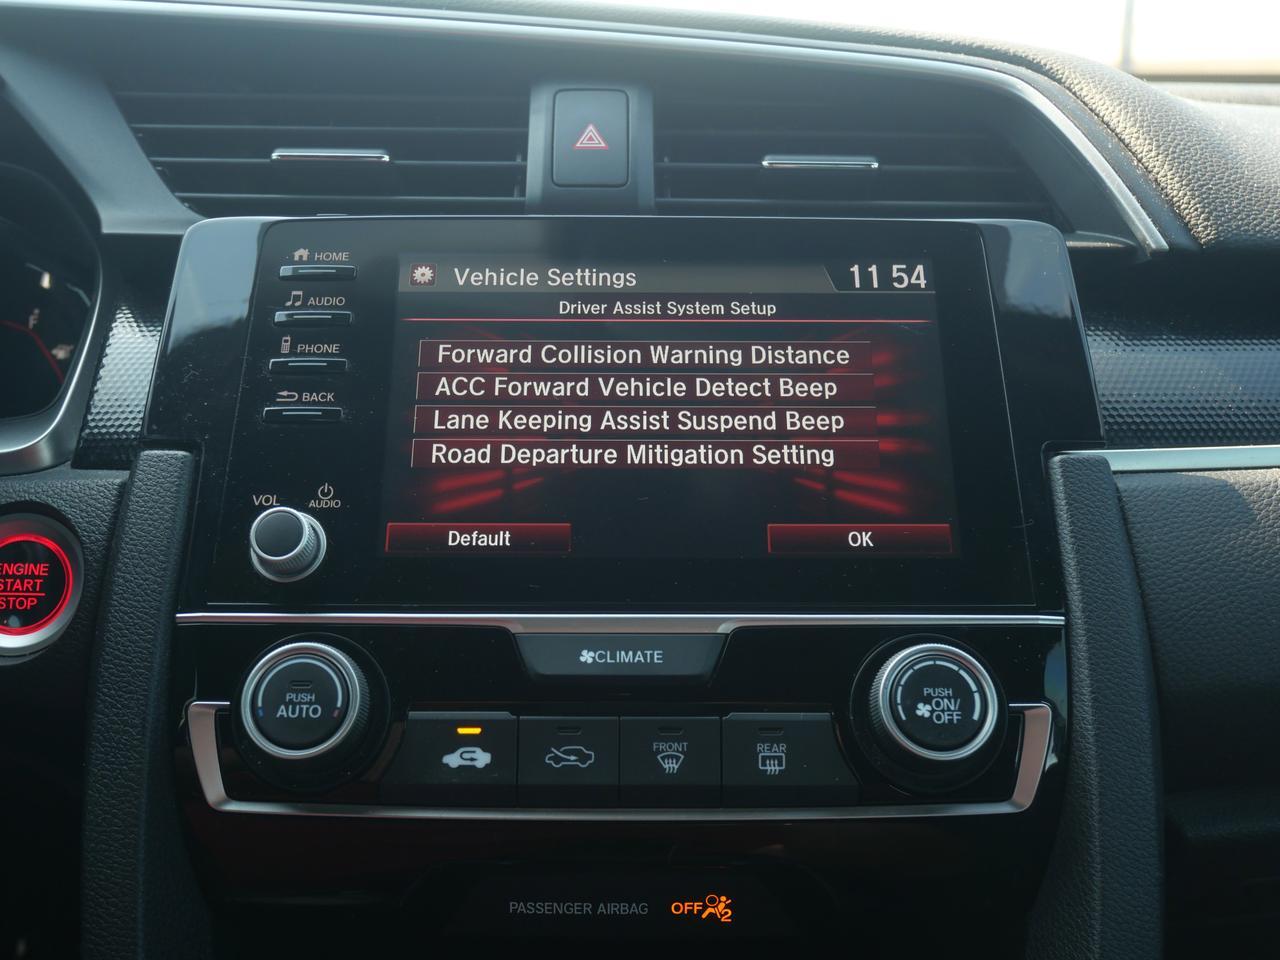 HOME
AUDIO
PHONE
BACK
VOL
AUDIO
Vehicle Settings
11 54
Driver Assist System Setup
Forward Collision Warning Distance
ACC Forward Vehicle Detect Beep
Lane Keeping Assist Suspend Beep
Road Departure Mitigation Setting
Default
OK
ENGINE
START
STOP
CLIMATE
PUSH
AUTO
FRONT
REAR
PUSH
ON/
OFF
PASSENGER AIRBAG
OFF
2